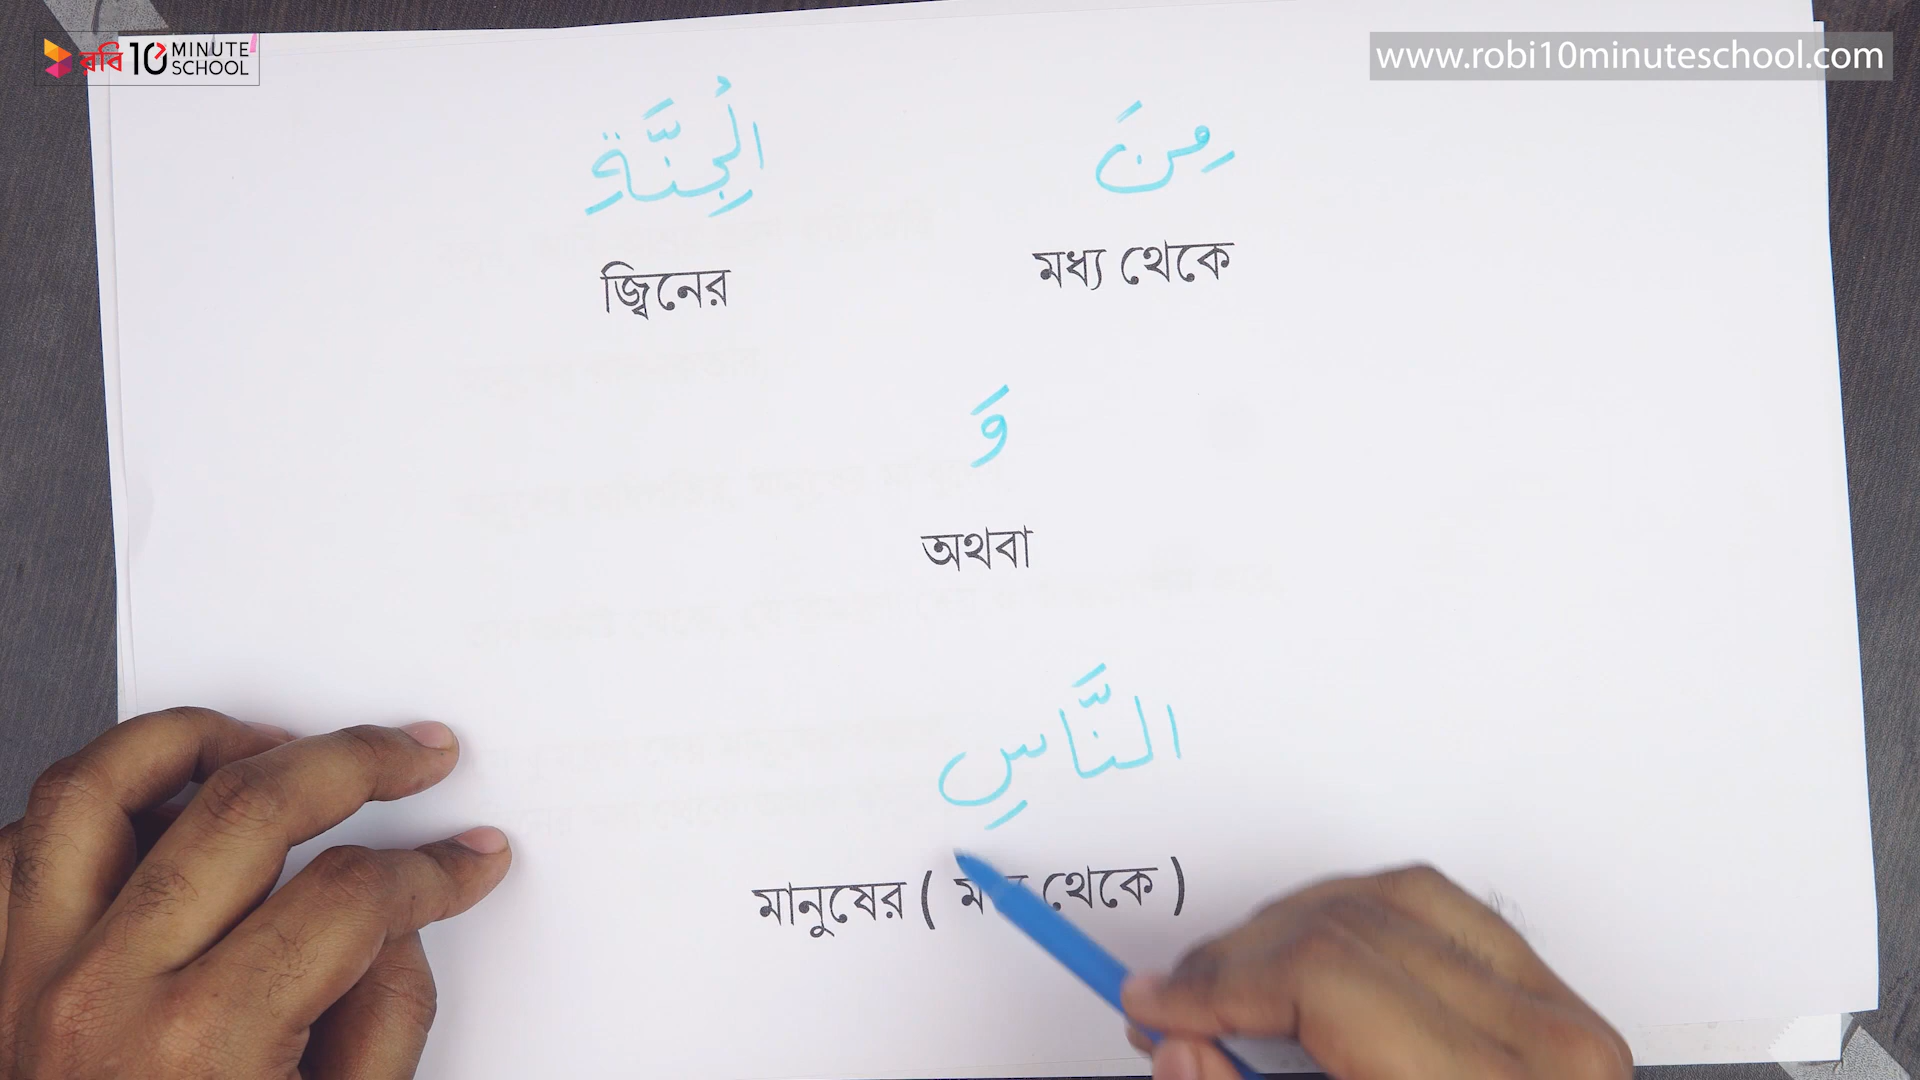 রবি 10 MINUTE SCHOOL
www.robi10minuteschool.com
مِنَ الْجِنَّةِ
মধ্য থেকে জ্বিনের
وَ
অথবা
النَّاسِ
মানুষের ( থেকে )